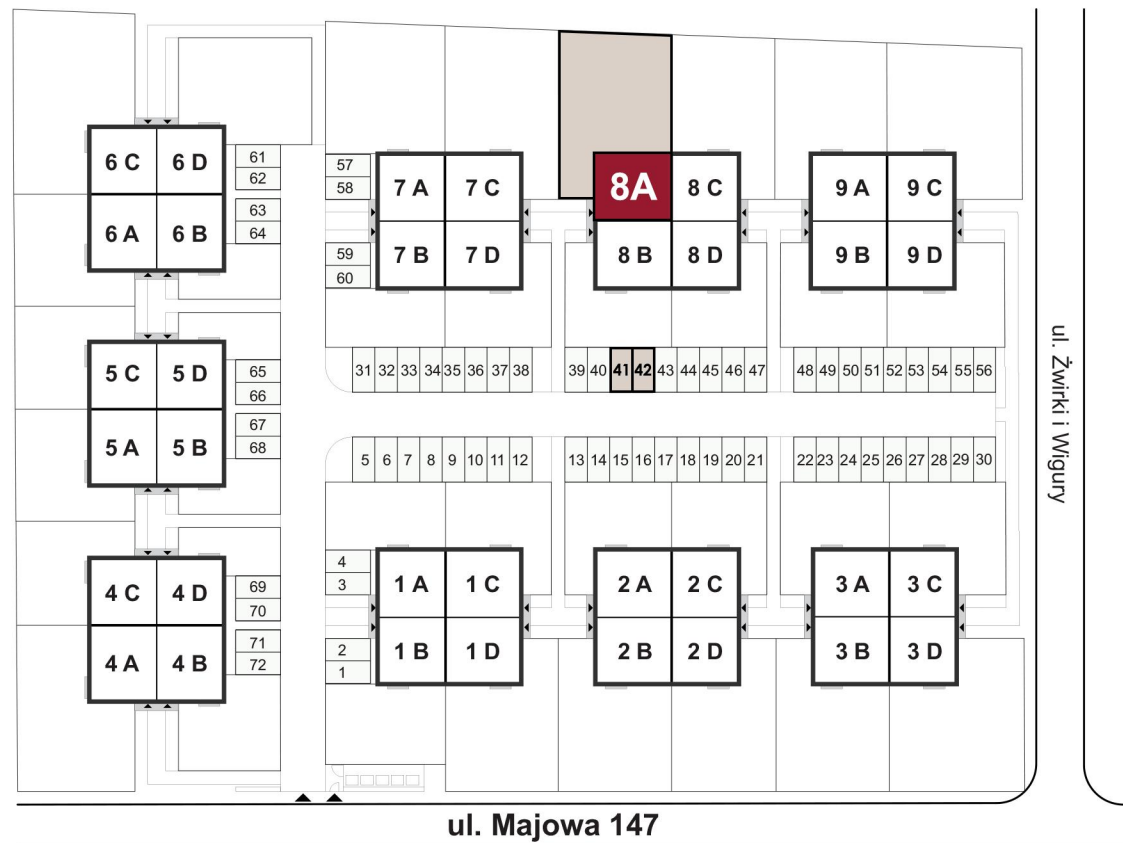 6 C 6 D
6 A 6 B
61
62
63
64
57
58
59
60
7 A 7 C
7 B 7 D
8A 8 C
8 B 8 D
9 A 9 C
9 B 9 D
5 C 5 D
5 A 5 B
65
66
67
68
31 32 33 34 35 36 37 38
39 40 41 42 43 44 45 46 47
48 49 50 51 52 53 54 55 56
5 6 7 8 9 10 11 12
13 14 15 16 17 18 19 20 21
22 23 24 25 26 27 28 29 30
ul. Żwirki i Wigury
4 C 4 D
4 A 4 B
69
70
71
72
4
3
2
1
1 A 1 C
1 B 1 D
2 A 2 C
2 B 2 D
3 A 3 C
3 B 3 D
ul. Majowa 147